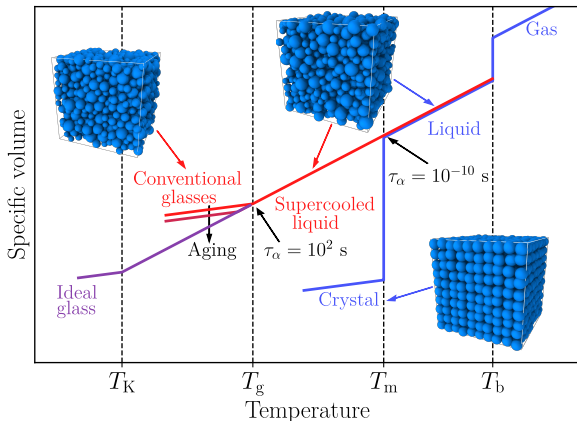 Gas
Liquid
τα = 10⁻¹⁰ s
Conventional
glasses
Supercooled
liquid
τα = 10² s
Aging
Ideal
glass
Crystal
Specific volume
TK
Tg
Tm
Tb
Temperature